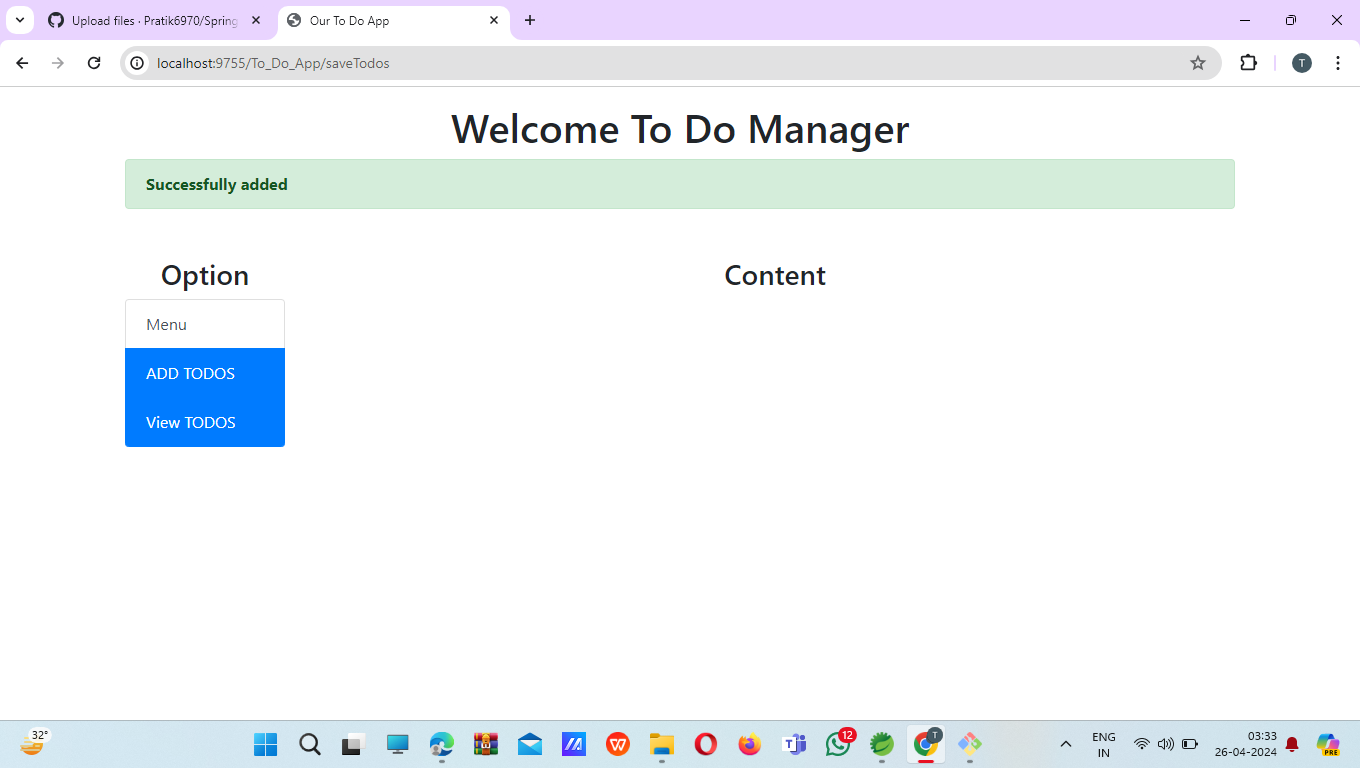 Upload files · Pratik6970/Spring
Our To Do App
localhost:9755/To_Do_App/saveTodos
T
Welcome To Do Manager
Successfully added
Option
Content
Menu
ADD TODOS
View TODOS
32°
12
T
ENG
IN
03:33
26-04-2024
PRE